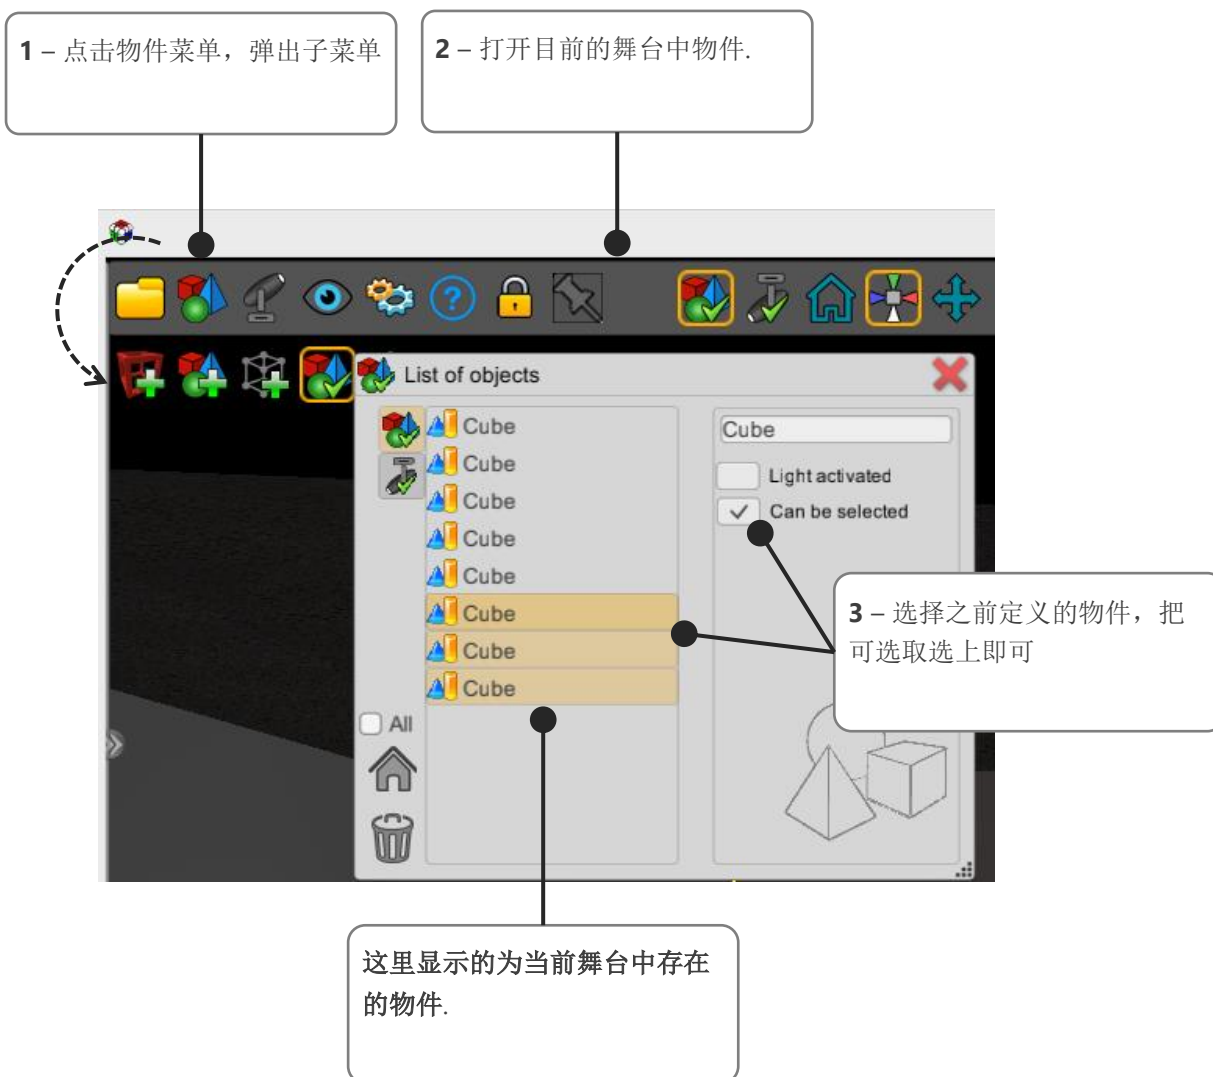 1 – 点击物件菜单，弹出子菜单
2 – 打开目前的舞台中物件.
?
List of objects
Cube
Cube
Cube
Cube
Cube
Cube
Cube
Cube
All
Cube
Light activated
Can be selected
3 – 选择之前定义的物件，把
可选取选上即可
这里显示的为当前舞台中存在
的物件.